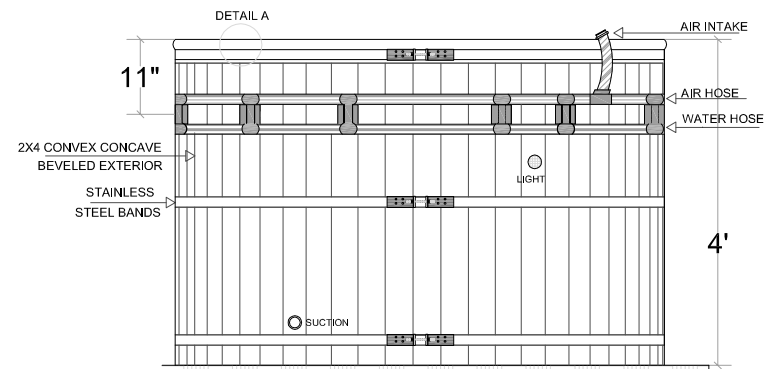 DETAIL A
AIR INTAKE
11"
AIR HOSE
WATER HOSE
2X4 CONVEX CONCAVE
BEVELED EXTERIOR
LIGHT
STAINLESS
STEEL BANDS
4'
SUCTION